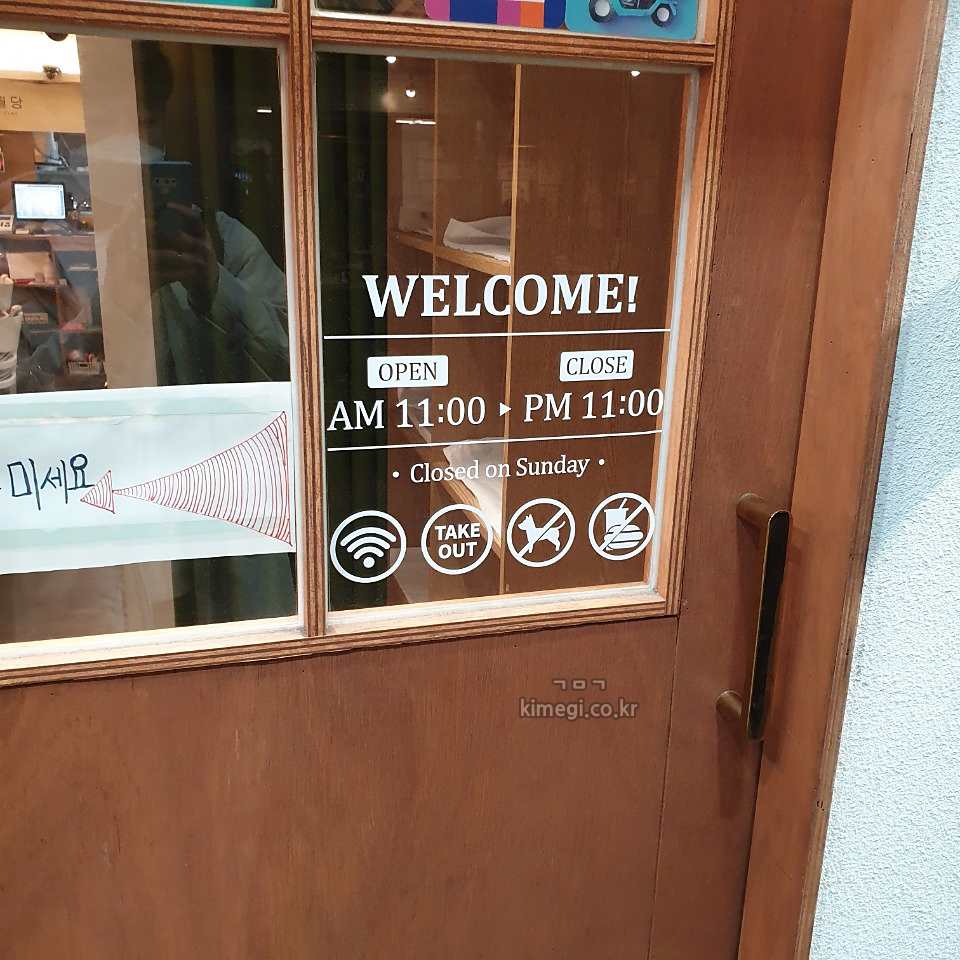 WELCOME!
OPEN CLOSE
AM 11:00 ▸ PM 11:00
• Closed on Sunday •
TAKE
OUT
미세요
ㄱㅁㄱ
kimegi.co.kr